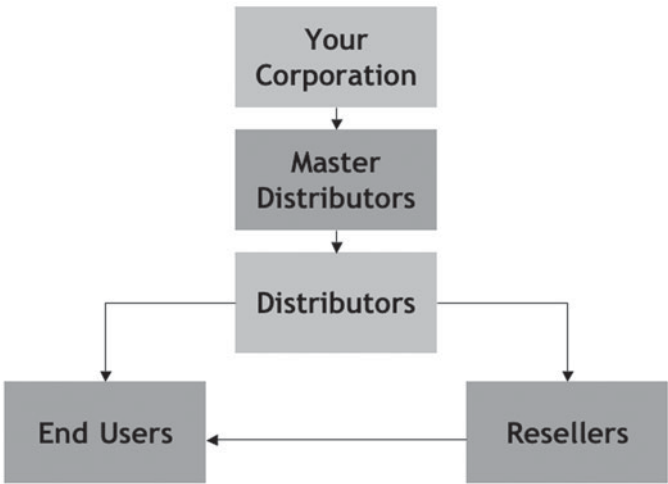 Your
Corporation
Master
Distributors
Distributors
End Users
Resellers